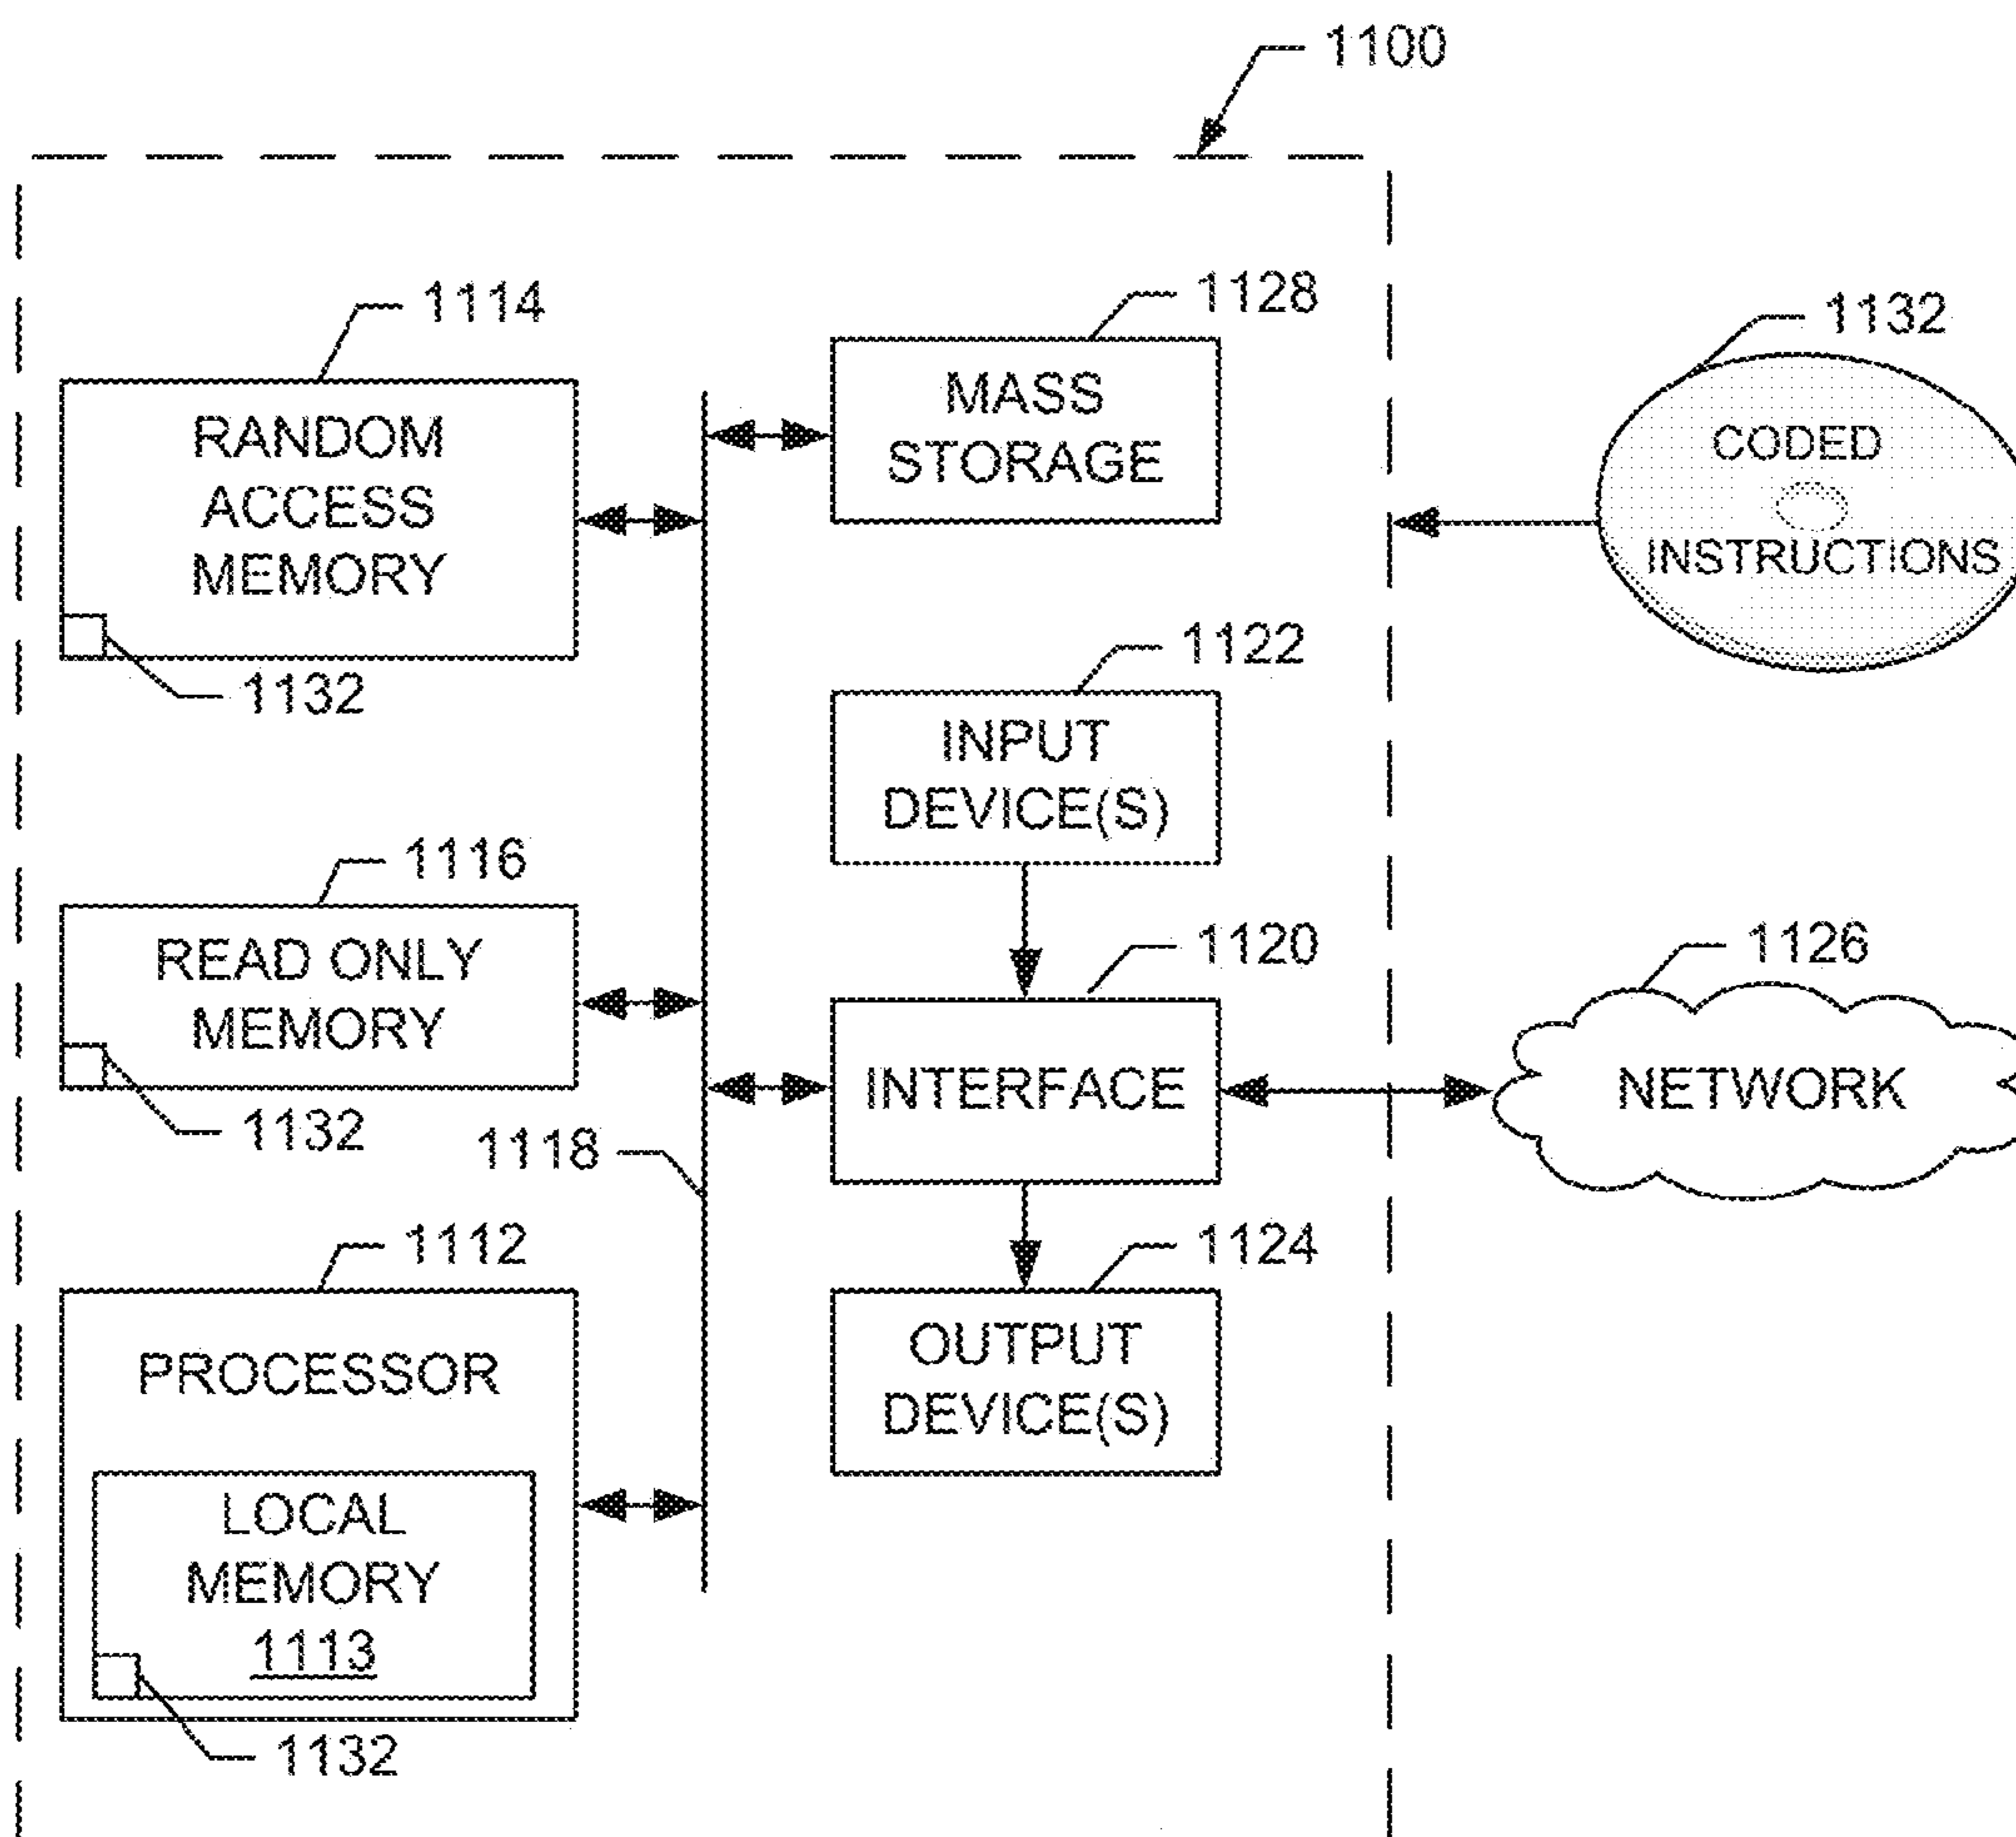 1100
1114
RANDOM
ACCESS
MEMORY
1132
1128
MASS
STORAGE
1132
CODED
INSTRUCTIONS
1122
INPUT
DEVICE(S)
1116
READ ONLY
MEMORY
1132
1120
INTERFACE
1126
NETWORK
1118
1112
PROCESSOR
LOCAL
MEMORY
1113
1132
1124
OUTPUT
DEVICE(S)